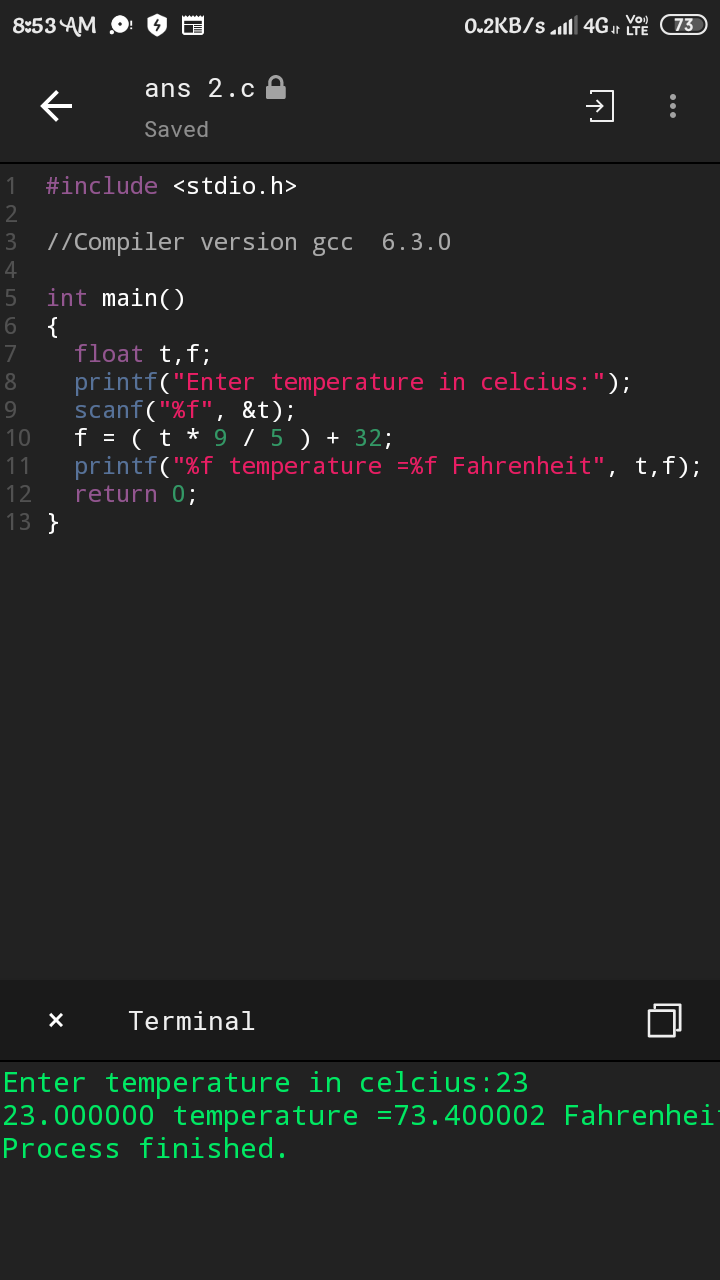 8:53 AM 0.2KB/s 4G Vo) LTE 73
ans 2.c
Saved
1 #include <stdio.h>
2
3 //Compiler version gcc  6.3.0
4
5 int main()
6 {
7   float t,f;
8   printf("Enter temperature in celcius:");
9   scanf("%f", &t);
10   f = ( t * 9 / 5 ) + 32;
11   printf("%f temperature =%f Fahrenheit", t,f);
12   return 0;
13 }
× Terminal
Enter temperature in celcius:23
23.000000 temperature =73.400002 Fahrenhei
Process finished.